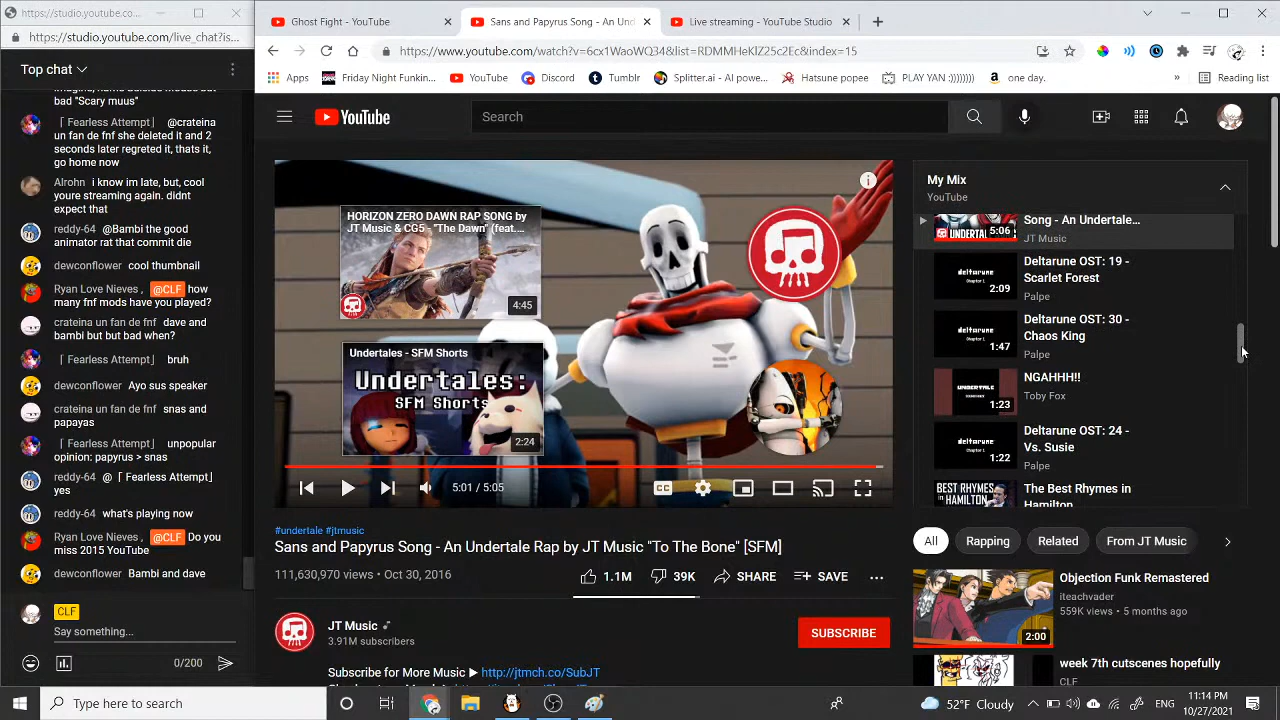 https://studio.youtube.com/live_chat?is...
Top chat
bad "Scary muus"
「 Fearless Attempt」 @crateina
un fan de fnf she deleted it and 2
seconds later regretted it, thats it,
go home now
Alrohn i know im late, but, cool
youre streaming again. didnt
expect that
reddy-64 @Bambi the good
animator rat that commit die
dewconflower cool thumbnail
Ryan Love Nieves , @CLF how
many fnf mods have you played?
crateina un fan de fnf dave and
bambi but but bad when?
「 Fearless Attempt」 bruh
dewconflower Ayo sus speaker
crateina un fan de fnf snas and
papayas
「 Fearless Attempt」 unpopular
opinion: papyrus > snas
reddy-64 @「 Fearless Attempt」
yes
reddy-64 what's playing now
Ryan Love Nieves , @CLF Do you
miss 2015 YouTube
dewconflower Bambi and dave
CLF
Say something...
0/200
Ghost Fight - YouTube
Sans and Papyrus Song - An Und
Live streaming - YouTube Studio
https://www.youtube.com/watch?v=6cx1WaoWQ34&list=RDMMHeKlZ25c2Ec&index=15
Apps
Friday Night Funkin...
YouTube
Discord
Tumblr
Splitter.ai - AI powe...
Hatsune popee
PLAY YAN :)))))))
one day.
»
Reading list
YouTube
Search
HORIZON ZERO DAWN RAP SONG by
JT Music & CG5 - "The Dawn" (feat....
4:45
Undertales - SFM Shorts
Undertales:
SFM Shorts
2:24
5:01 / 5:05
CC
#undertale #jtmusic
Sans and Papyrus Song - An Undertale Rap by JT Music "To The Bone" [SFM]
111,630,970 views • Oct 30, 2016
1.1M
39K
SHARE
SAVE
JT Music
3.91M subscribers
SUBSCRIBE
Subscribe for More Music ▶ http://jtmch.co/SubJT
My Mix
YouTube
Song - An Undertale...
JT Music
5:06
Deltarune OST: 19 -
Scarlet Forest
Palpe
deltarune
Chapter 1
2:09
Deltarune OST: 30 -
Chaos King
Palpe
deltarune
Chapter 1
1:47
NGAHHH!!
Toby Fox
UNDERTALE
1:23
Deltarune OST: 24 -
Vs. Susie
Palpe
deltarune
Chapter 1
1:22
The Best Rhymes in
Hamilton
BEST RHYMES
All
Rapping
Related
From JT Music
Objection Funk Remastered
iteachvader
559K views • 5 months ago
2:00
week 7th cutscenes hopefully
CLF
Type here to search
52°F Cloudy
11:14 PM
10/27/2021